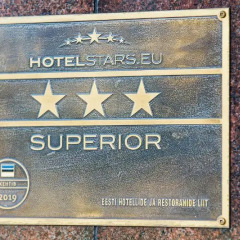 HOTELSTARS.EU
SUPERIOR
2019
EESTI HOTELLIDE JA RESTORANIDE LIIT